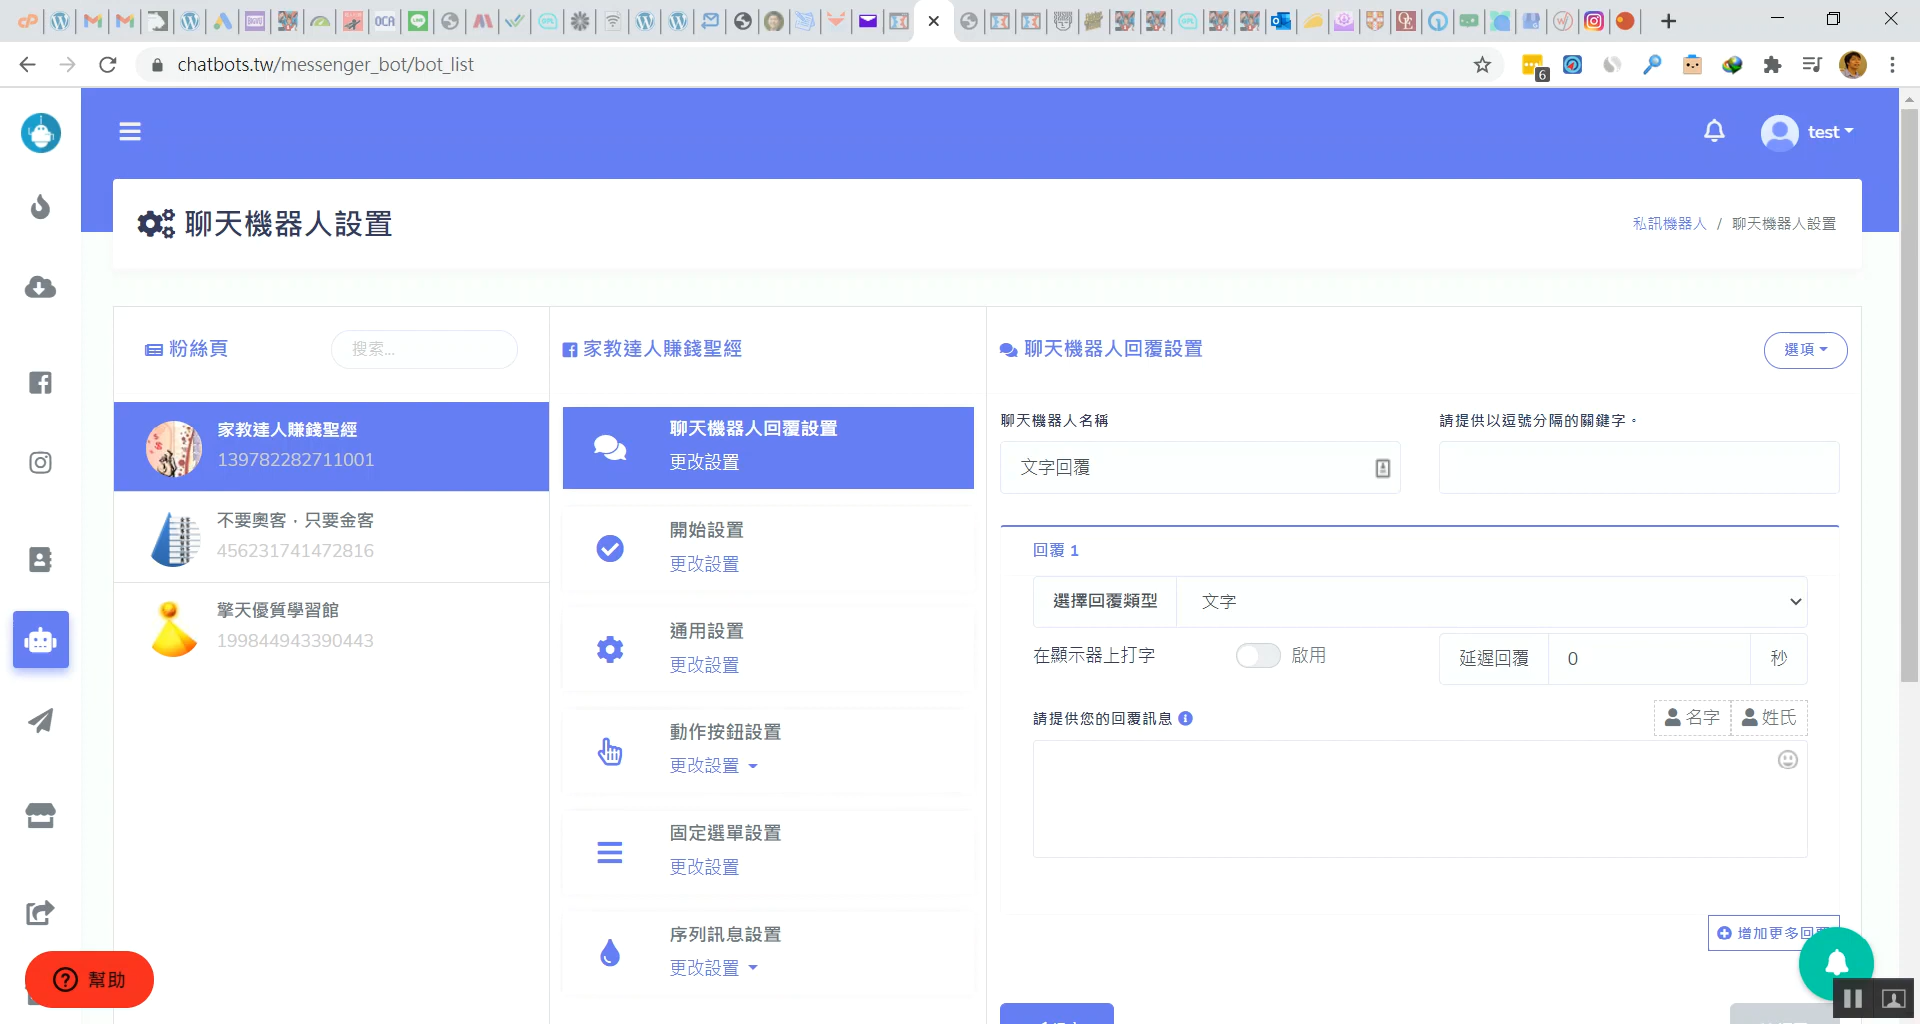 chatbots.tw/messenger_bot/bot_list
6
test
聊天機器人設置
私訊機器人 / 聊天機器人設置
粉絲頁
搜索...
家教達人賺錢聖經
139782282711001
不要奧客．只要金客
456231741472816
擎天優質學習館
199844943390443
家教達人賺錢聖經
聊天機器人回覆設置
更改設置
開始設置
更改設置
通用設置
更改設置
動作按鈕設置
更改設置
固定選單設置
更改設置
序列訊息設置
更改設置
聊天機器人回覆設置
選項
聊天機器人名稱
請提供以逗號分隔的關鍵字。
文字回覆
回覆 1
選擇回覆類型
文字
在顯示器上打字
啟用
延遲回覆
0
秒
請提供您的回覆訊息
名字
姓氏
增加更多回
幫助